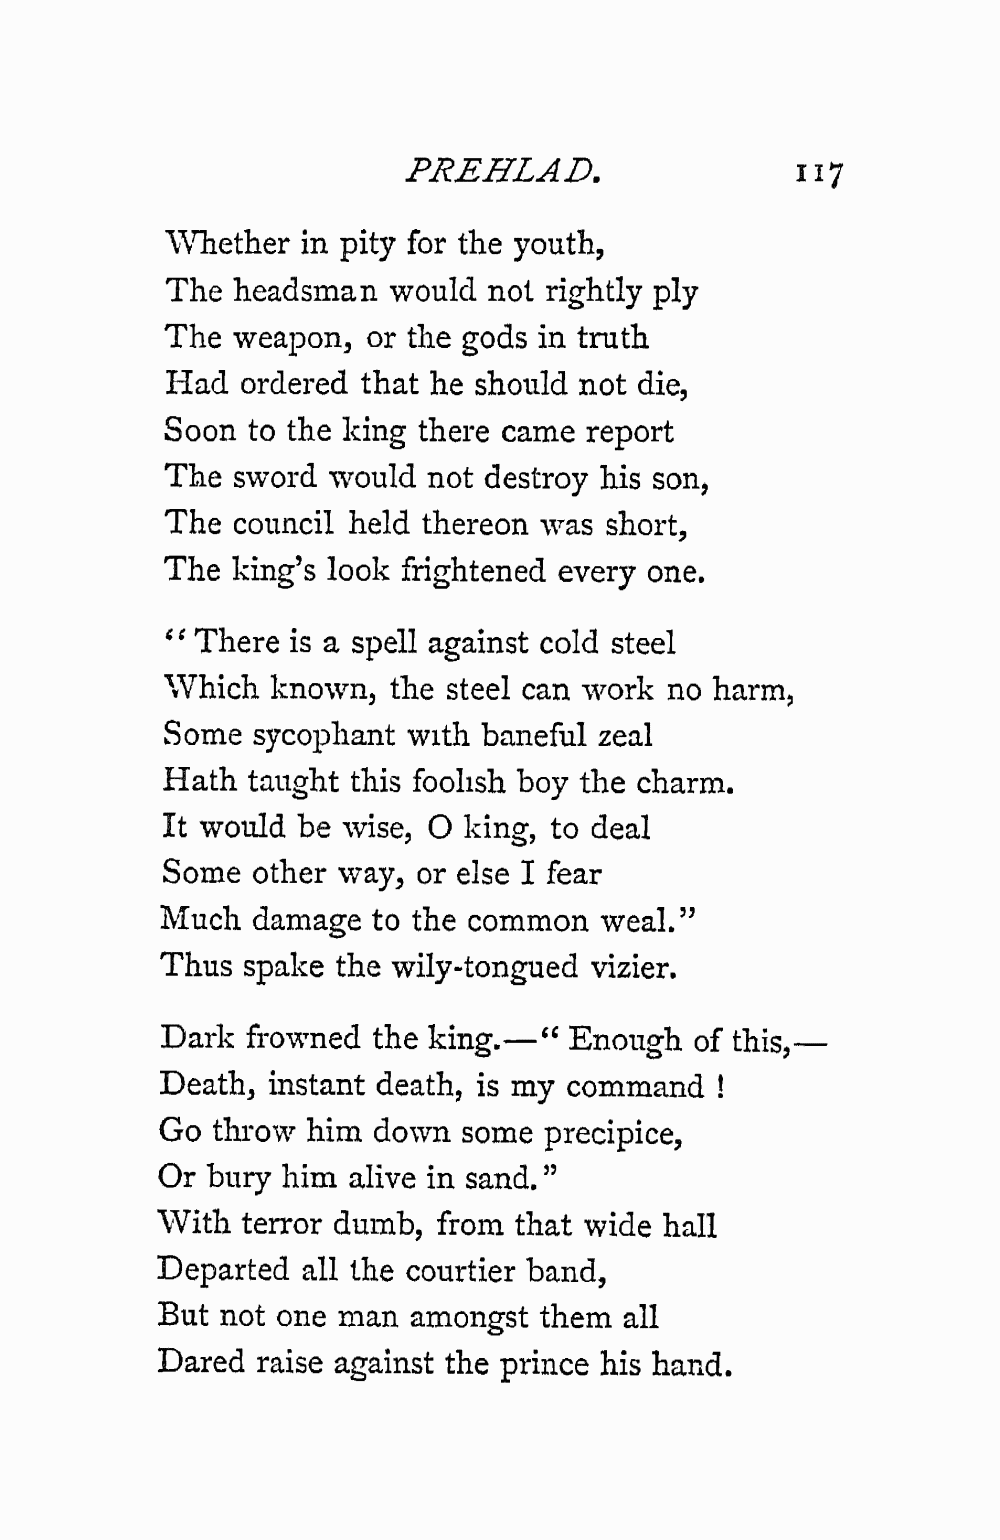 PREHLAD. 117
Whether in pity for the youth,
The headsman would not rightly ply
The weapon, or the gods in truth
Had ordered that he should not die,
Soon to the king there came report
The sword would not destroy his son,
The council held thereon was short,
The king's look frightened every one.
"There is a spell against cold steel
Which known, the steel can work no harm,
Some sycophant with baneful zeal
Hath taught this foolish boy the charm.
It would be wise, O king, to deal
Some other way, or else I fear
Much damage to the common weal."
Thus spake the wily-tongued vizier.
Dark frowned the king.—"Enough of this,—
Death, instant death, is my command !
Go throw him down some precipice,
Or bury him alive in sand."
With terror dumb, from that wide hall
Departed all the courtier band,
But not one man amongst them all
Dared raise against the prince his hand.